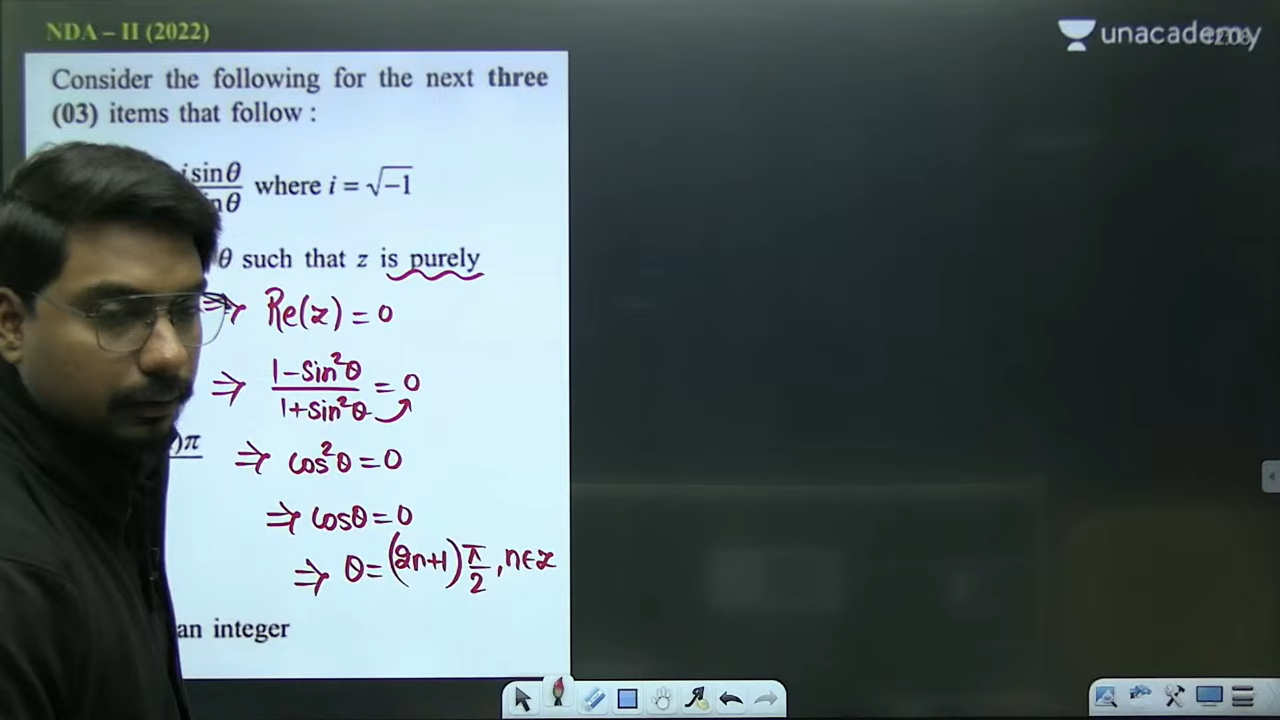 NDA – II (2022)
unacademy
Consider the following for the next three
(03) items that follow :
i sinθ
where i = √−1
θ such that z is purely
⇒ Re(z) = 0
⇒ 1−sin²θ / 1+sin²θ = 0
)π
⇒ cos²θ = 0
⇒ cosθ = 0
⇒ θ = (2n+1) π/2, n∈z
an integer